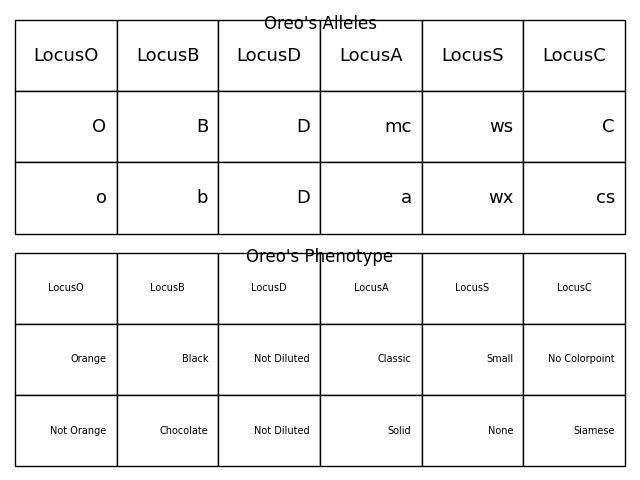 Oreo's Alleles
LocusO LocusB LocusD LocusA LocusS LocusC
O B D mc ws C
o b D a wx cs
Oreo's Phenotype
LocusO LocusB LocusD LocusA LocusS LocusC
Orange Black Not Diluted Classic Small No Colorpoint
Not Orange Chocolate Not Diluted Solid None Siamese